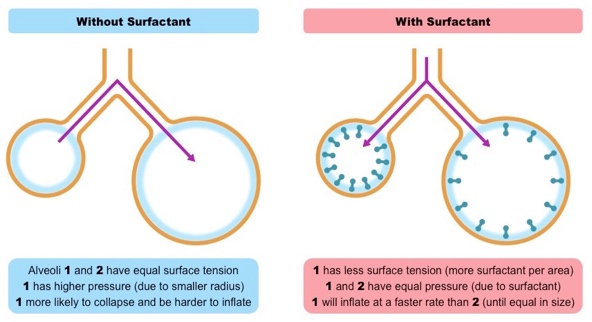 Without Surfactant
Alveoli 1 and 2 have equal surface tension
1 has higher pressure (due to smaller radius)
1 more likely to collapse and be harder to inflate
With Surfactant
1 has less surface tension (more surfactant per area)
1 and 2 have equal pressure (due to surfactant)
1 will inflate at a faster rate than 2 (until equal in size)